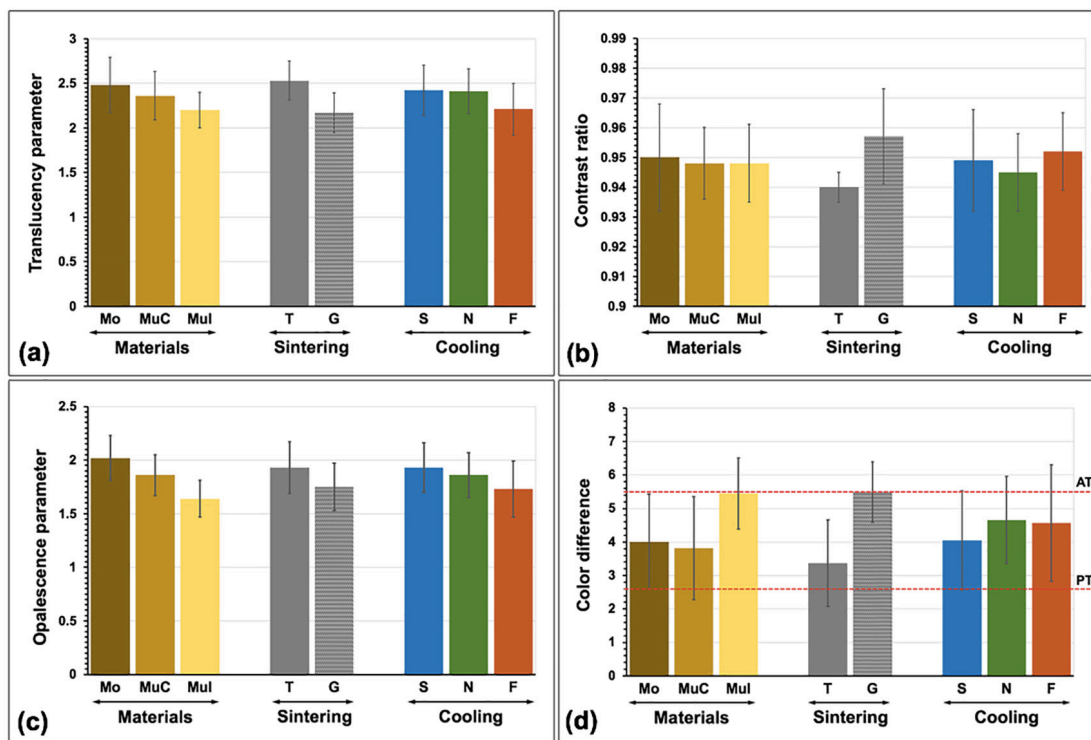 Translucency parameter
3
2.5
2
1.5
1
0.5
0
Mo MuC Mul T G S N F
Materials Sintering Cooling
(a)
Contrast ratio
0.99
0.98
0.97
0.96
0.95
0.94
0.93
0.92
0.91
0.9
Mo MuC Mul T G S N F
Materials Sintering Cooling
(b)
Opalescence parameter
2.5
2
1.5
1
0.5
0
Mo MuC Mul T G S N F
Materials Sintering Cooling
(c)
Color difference
8
7
6
5
4
3
2
1
0
AT
PT
Mo MuC Mul T G S N F
Materials Sintering Cooling
(d)